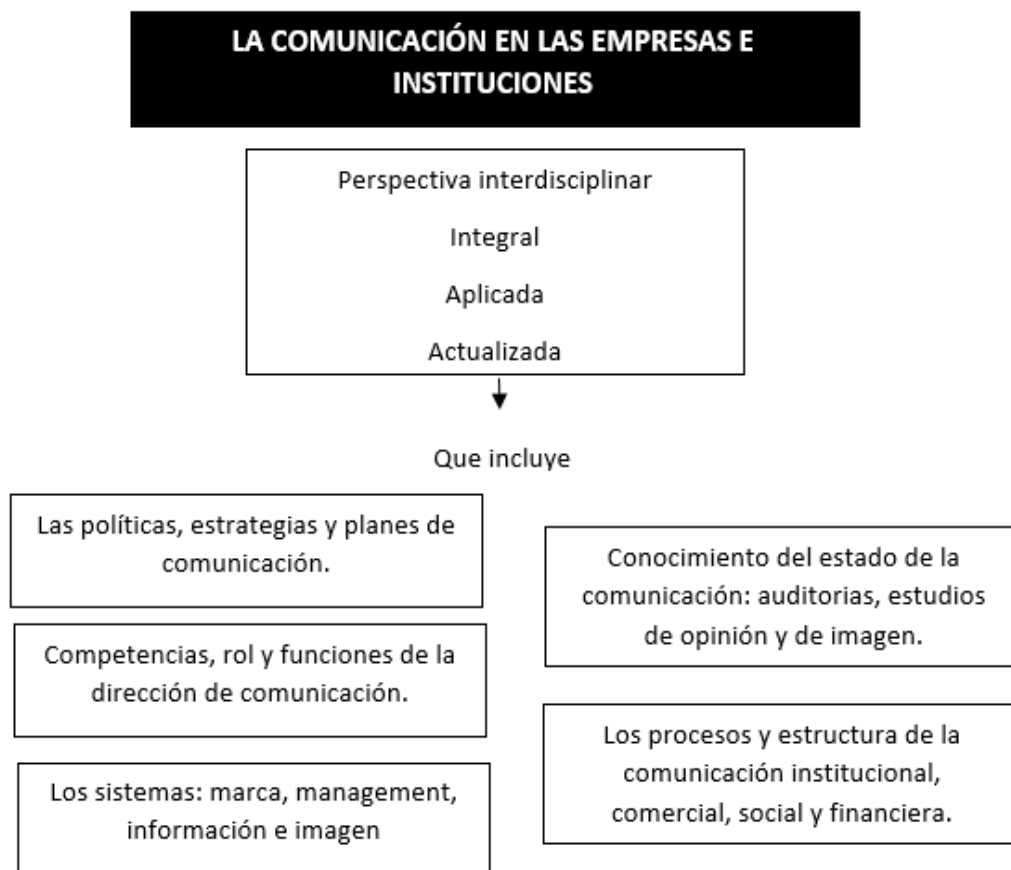 LA COMUNICACIÓN EN LAS EMPRESAS E
INSTITUCIONES
Perspectiva interdisciplinar
Integral
Aplicada
Actualizada
Que incluye
Las políticas, estrategias y planes de
comunicación.
Competencias, rol y funciones de la
dirección de comunicación.
Los sistemas: marca, management,
información e imagen
Conocimiento del estado de la
comunicación: auditorias, estudios
de opinión y de imagen.
Los procesos y estructura de la
comunicación institucional,
comercial, social y financiera.